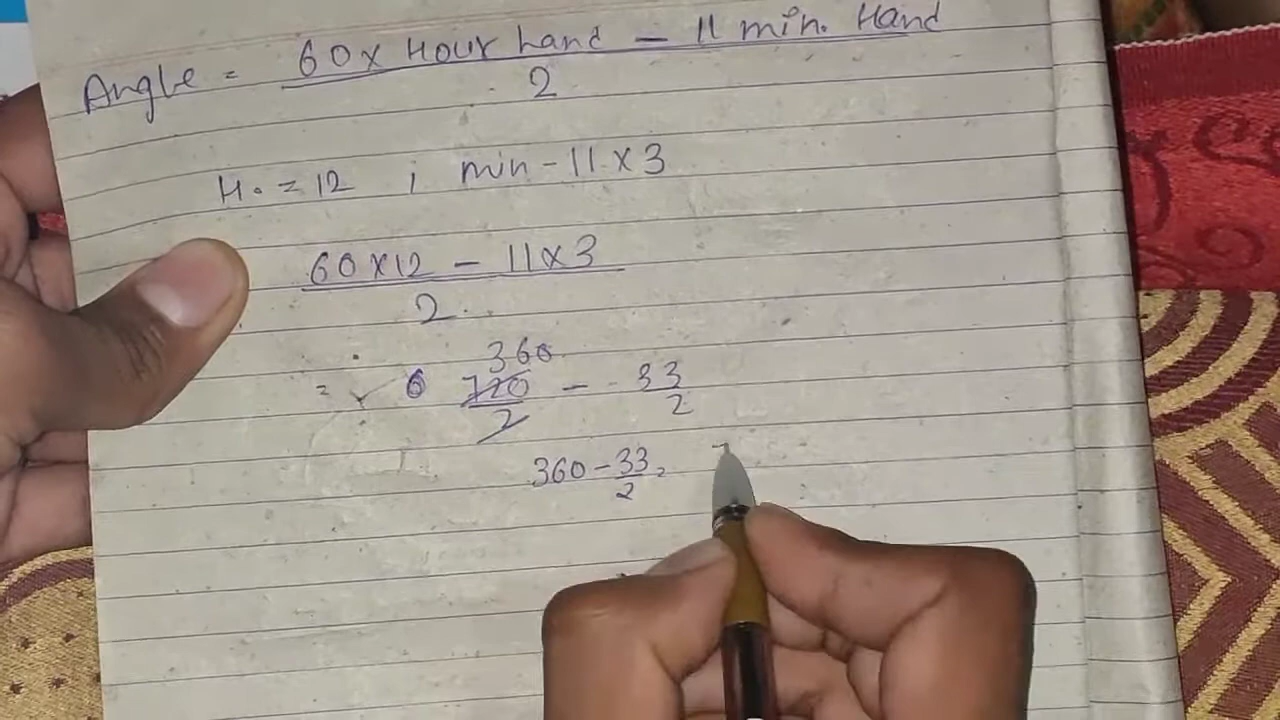 Angle = 60 x Hour hand - 11 min. Hand
2
H. = 12 ; min - 11 x 3
60 x 12 - 11 x 3
2
360
= 6 720 - 33
2 2
360 - 33 =
2